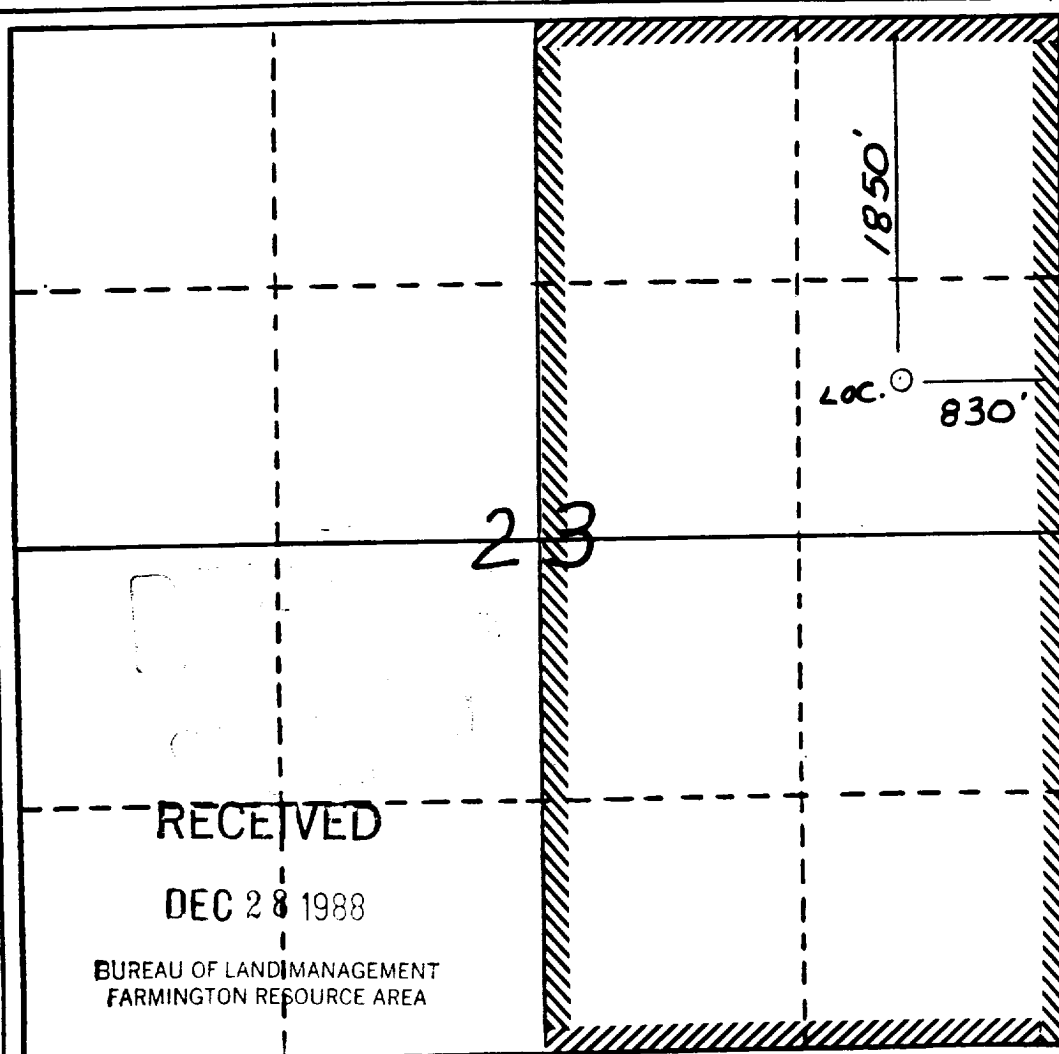 1850'
LOC.
830'
23
RECEIVED
DEC 28 1988
BUREAU OF LAND MANAGEMENT
FARMINGTON RESOURCE AREA